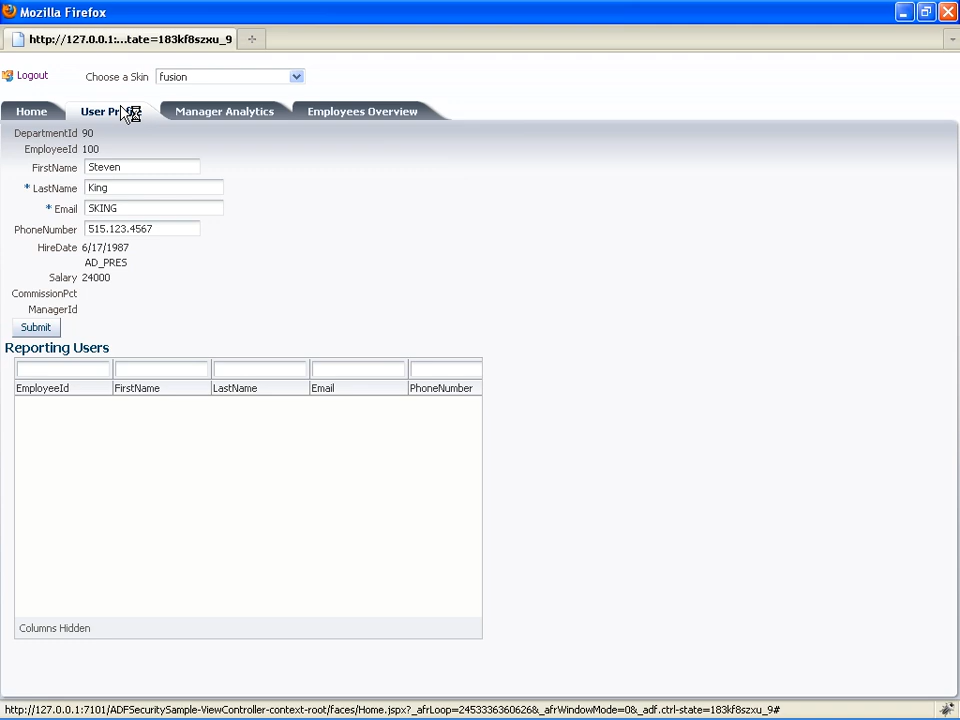 Mozilla Firefox
http://127.0.0.1:...tate=183kf8szxu_9
Logout Choose a Skin fusion
Home User Profile Manager Analytics Employees Overview
DepartmentId 90
EmployeeId 100
FirstName Steven
* LastName King
* Email SKING
PhoneNumber 515.123.4567
HireDate 6/17/1987
AD_PRES
Salary 24000
CommissionPct
ManagerId
Submit
Reporting Users
EmployeeId FirstName LastName Email PhoneNumber
Columns Hidden
http://127.0.0.1:7101/ADFSecuritySample-ViewController-context-root/faces/Home.jspx?_afrLoop=2453336360626&_afrWindowMode=0&_adf.ctrl-state=183kf8szxu_9#